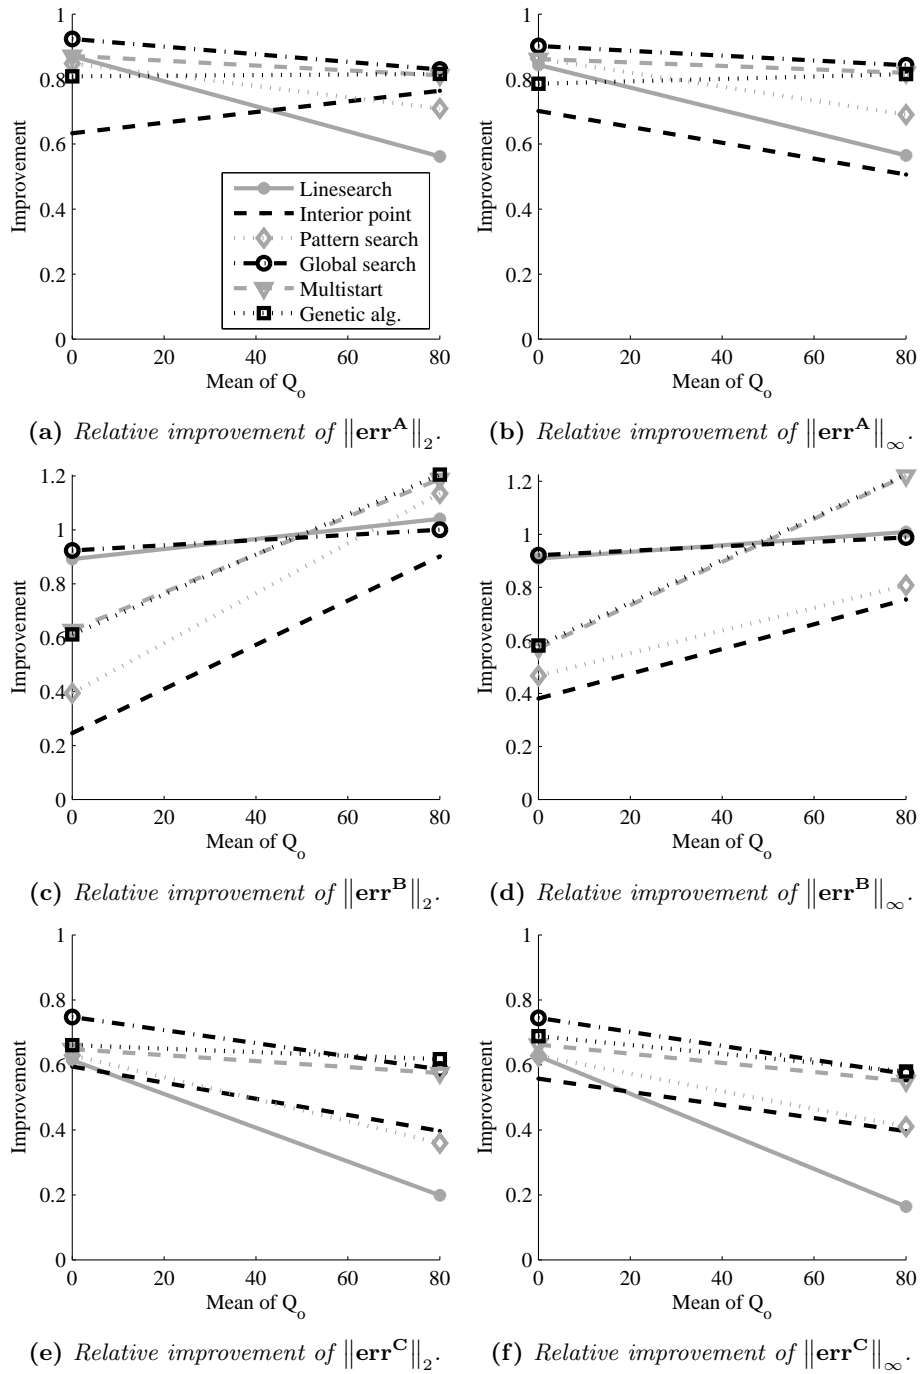 1
0.8
0.6
0.4
0.2
0
Improvement
Linesearch
Interior point
Pattern search
Global search
Multistart
Genetic alg.
0 20 40 60 80
Mean of Q_o
(a) Relative improvement of ‖err^A‖_2.
1
0.8
0.6
0.4
0.2
0
Improvement
0 20 40 60 80
Mean of Q_o
(b) Relative improvement of ‖err^A‖_∞.
1.2
1
0.8
0.6
0.4
0.2
0
Improvement
0 20 40 60 80
Mean of Q_o
(c) Relative improvement of ‖err^B‖_2.
1.2
1
0.8
0.6
0.4
0.2
0
Improvement
0 20 40 60 80
Mean of Q_o
(d) Relative improvement of ‖err^B‖_∞.
1
0.8
0.6
0.4
0.2
0
Improvement
0 20 40 60 80
Mean of Q_o
(e) Relative improvement of ‖err^C‖_2.
1
0.8
0.6
0.4
0.2
0
Improvement
0 20 40 60 80
Mean of Q_o
(f) Relative improvement of ‖err^C‖_∞.